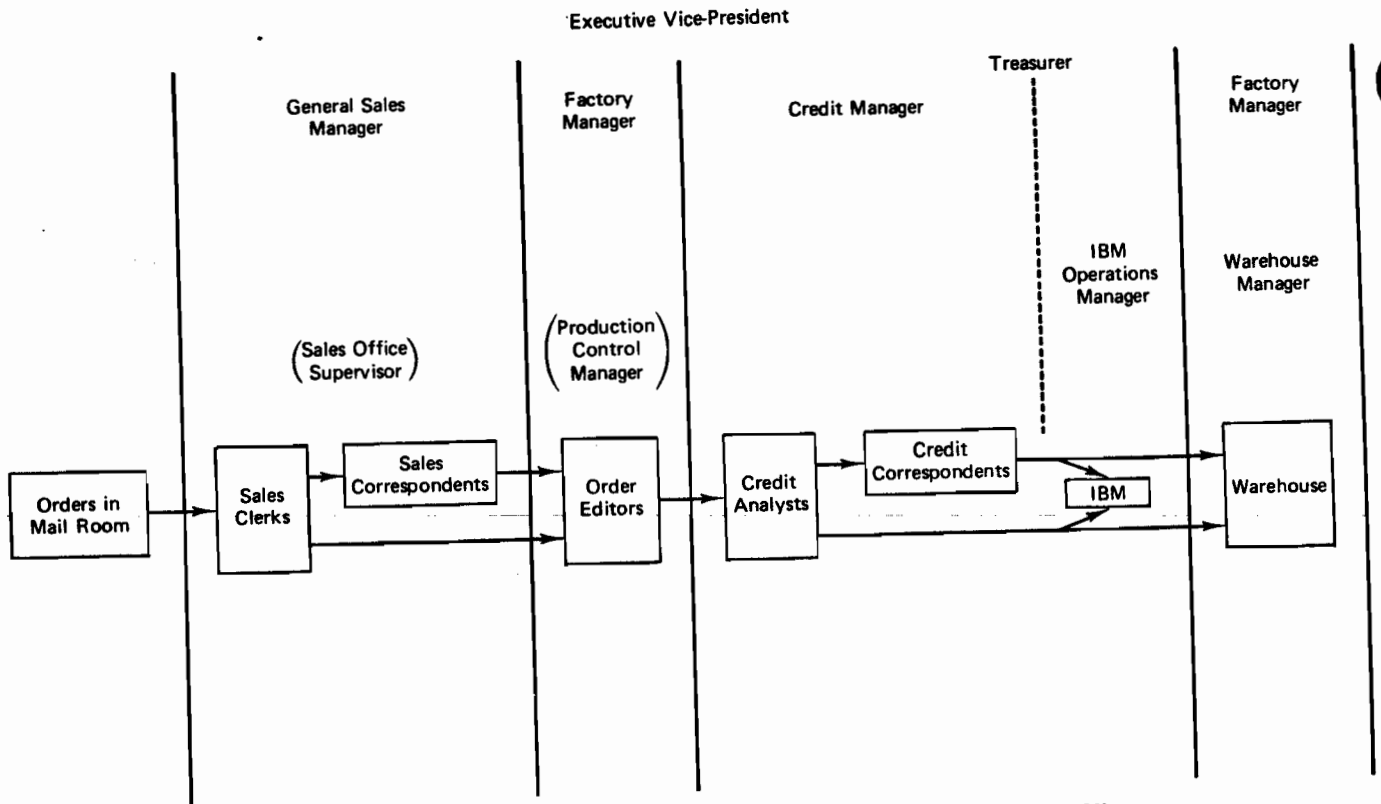 Executive Vice-President
Treasurer
General Sales
Manager
Factory
Manager
Credit Manager
Factory
Manager
IBM
Operations
Manager
Warehouse
Manager
(Sales Office
Supervisor)
(Production
Control
Manager)
Orders in
Mail Room
Sales
Clerks
Sales
Correspondents
Order
Editors
Credit
Analysts
Credit
Correspondents
IBM
Warehouse